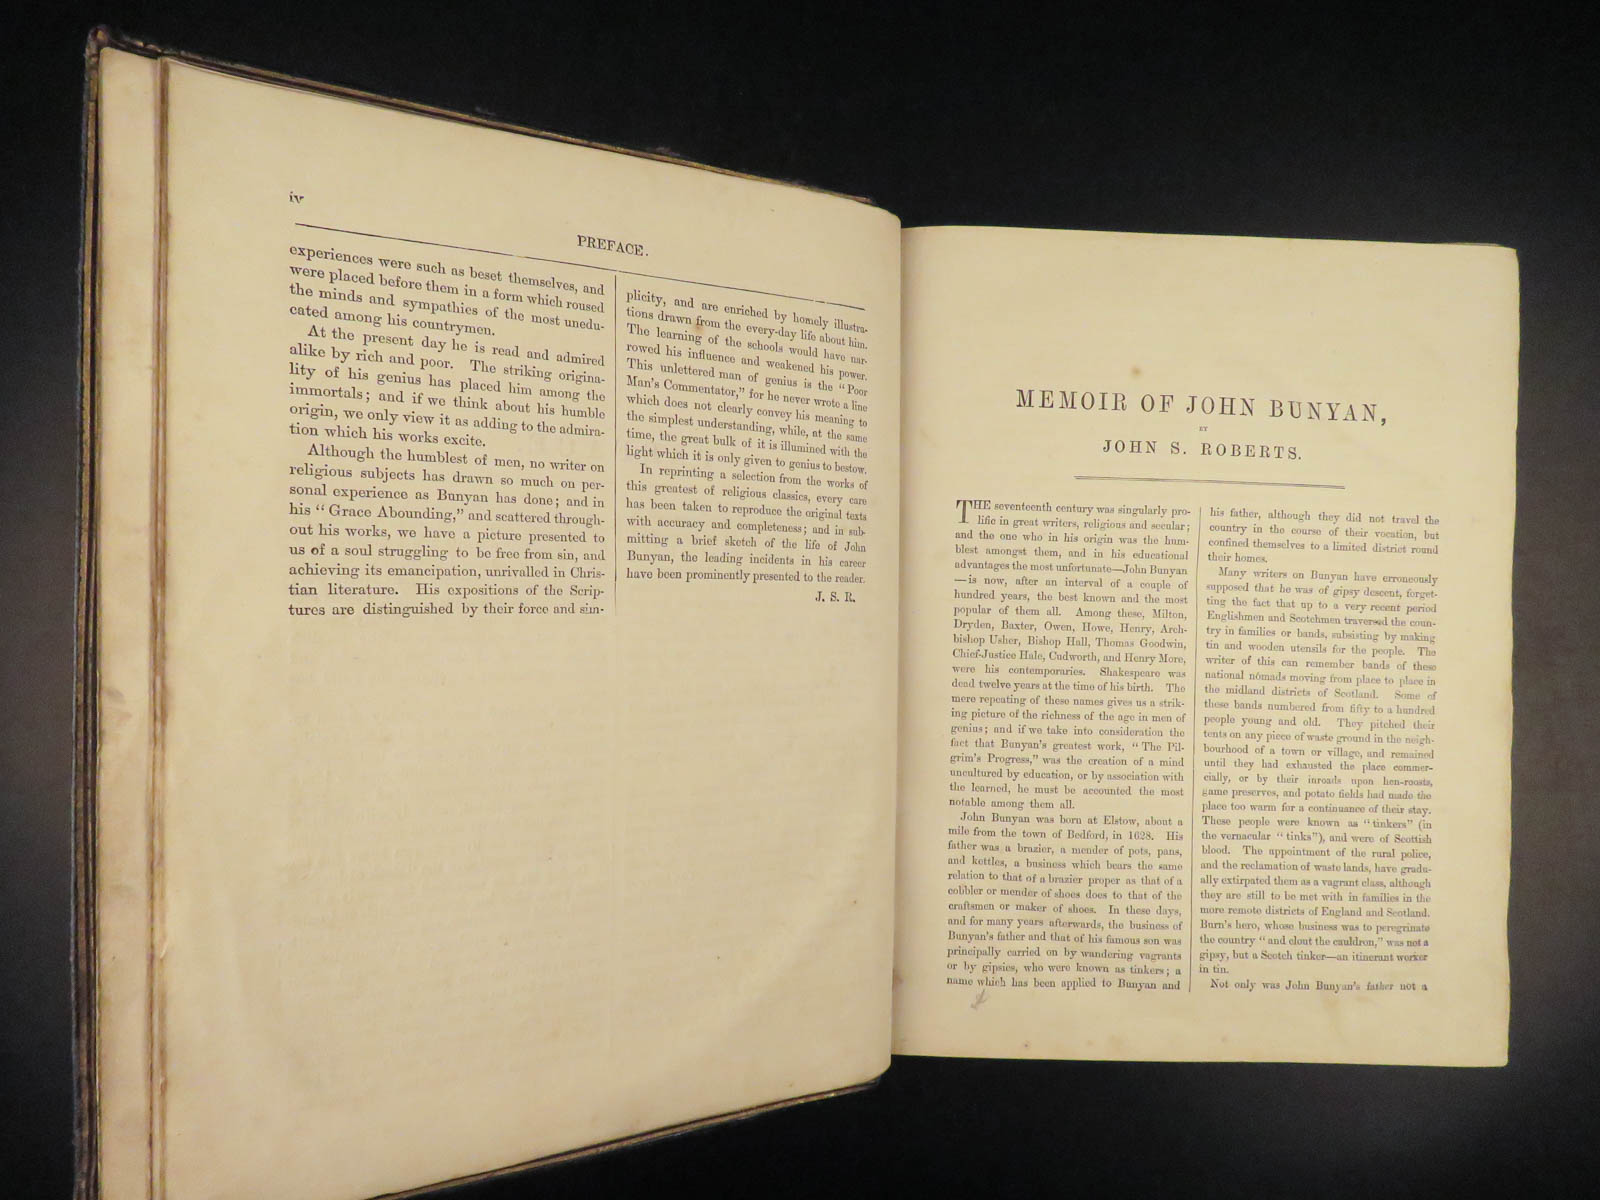 iv
PREFACE.
experiences were such as beset themselves, and
were placed before them in a form which roused
the minds and sympathies of the most unedu-
cated among his countrymen.
At the present day he is read and admired
alike by rich and poor. The striking origina-
lity of his genius has placed him among the
immortals; and if we think about his humble
origin, we only view it as adding to the admira-
tion which his works excite.
Although the humblest of men, no writer on
religious subjects has drawn so much on per-
sonal experience as Bunyan has done; and in
his "Grace Abounding," and scattered through-
out his works, we have a picture presented to
us of a soul struggling to be free from sin, and
achieving its emancipation, unrivalled in Chris-
tian literature. His expositions of the Scrip-
tures are distinguished by their force and sim-
plicity, and are enriched by homely illustra-
tions drawn from the every-day life about him.
The learning of the schools would have nar-
rowed his influence and weakened his power.
This unlettered man of genius is the "Poor
Man's Commentator," for he never wrote a line
which does not clearly convey his meaning to
the simplest understanding, while, at the same
time, the great bulk of it is illumined with the
light which it is only given to genius to bestow.
In reprinting a selection from the works of
this greatest of religious classics, every care
has been taken to reproduce the original texts
with accuracy and completeness; and in sub-
mitting a brief sketch of the life of John
Bunyan, the leading incidents in his career
have been prominently presented to the reader.
J. S. R.
MEMOIR OF JOHN BUNYAN,
BY
JOHN S. ROBERTS.
THE seventeenth century was singularly pro-
lific in great writers, religious and secular;
and the one who in his origin was the hum-
blest amongst them, and in his educational
advantages the most unfortunate—John Bunyan
—is now, after an interval of a couple of
hundred years, the best known and the most
popular of them all. Among these, Milton,
Dryden, Baxter, Owen, Howe, Henry, Arch-
bishop Usher, Bishop Hall, Thomas Goodwin,
Chief-Justice Hale, Cudworth, and Henry More,
were his contemporaries. Shakespeare was
dead twelve years at the time of his birth. The
mere repeating of these names gives us a strik-
ing picture of the richness of the age in men of
genius; and if we take into consideration the
fact that Bunyan's greatest work, "The Pil-
grim's Progress," was the creation of a mind
uncultured by education, or by association with
the learned, he must be accounted the most
notable among them all.
John Bunyan was born at Elstow, about a
mile from the town of Bedford, in 1628. His
father was a brazier, a mender of pots, pans,
and kettles, a business which bears the same
relation to that of a brazier proper as that of a
cobbler or mender of shoes does to that of the
craftsmen or maker of shoes. In these days,
and for many years afterwards, the business of
Bunyan's father and that of his famous son was
principally carried on by wandering vagrants
or by gipsies, who were known as tinkers; a
name which has been applied to Bunyan and
his father, although they did not travel the
country in the course of their vocation, but
confined themselves to a limited district round
their homes.
Many writers on Bunyan have erroneously
supposed that he was of gipsy descent, forget-
ting the fact that up to a very recent period
Englishmen and Scotchmen traversed the coun-
try in families or bands, subsisting by making
tin and wooden utensils for the people. The
writer of this can remember bands of these
national nomads moving from place to place in
the midland districts of Scotland. Some of
these bands numbered from fifty to a hundred
people young and old. They pitched their
tents on any piece of waste ground in the neigh-
bourhood of a town or village, and remained
until they had exhausted the place commer-
cially, or by their inroads upon hen-roosts,
game preserves, and potato fields had made the
place too warm for a continuance of their stay.
These people were known as "tinkers" (in
the vernacular "tinks"), and were of Scottish
blood. The appointment of the rural police,
and the reclamation of waste lands, have gradu-
ally extirpated them as a vagrant class, although
they are still to be met with in families in the
more remote districts of England and Scotland.
Burn's hero, whose business was to peregrinate
the country "and clout the cauldron," was not a
gipsy, but a Scotch tinker—an itinerant worker
in tin.
Not only was John Bunyan's father not a